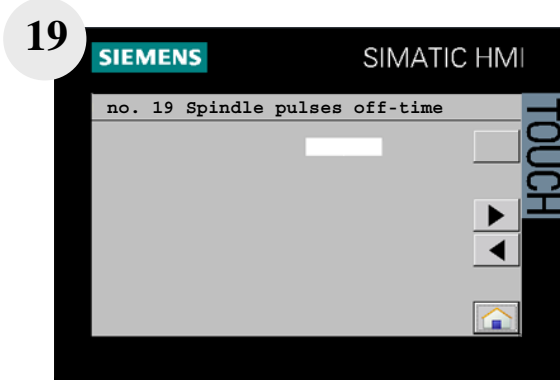 19
SIEMENS
SIMATIC HMI
no. 19 Spindle pulses off-time
TOUCH